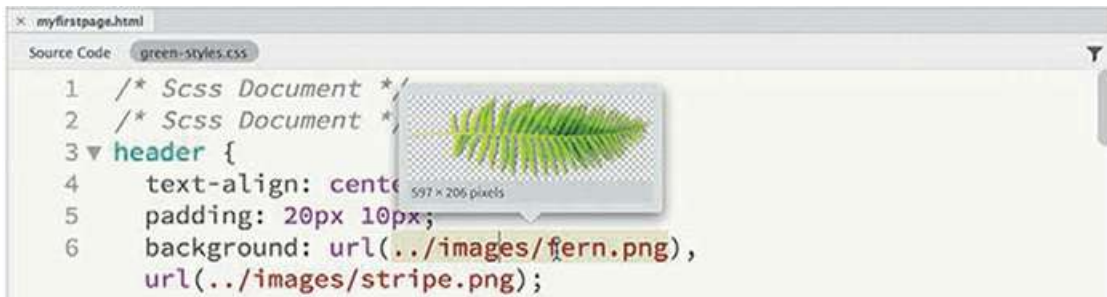 × myfirstpage.html
Source Code green-styles.css
1 /* Scss Document */
2 /* Scss Document */
3 ▼ header {
4 text-align: cente
597 × 206 pixels
5 padding: 20px 10px;
6 background: url(../images/fern.png),
url(../images/stripe.png);